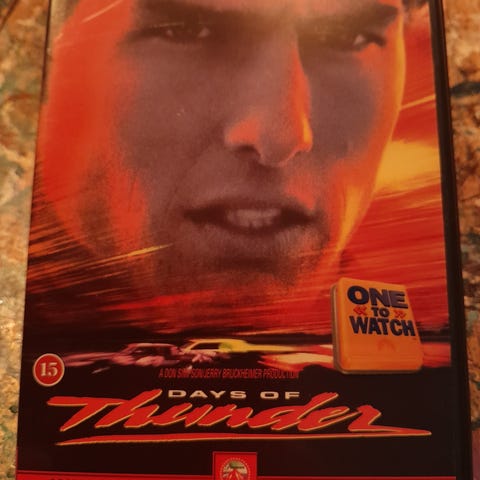 ONE
TO
WATCH
15
A DON SIMPSON/JERRY BRUCKHEIMER PRODUCTION
DAYS OF
Thunder